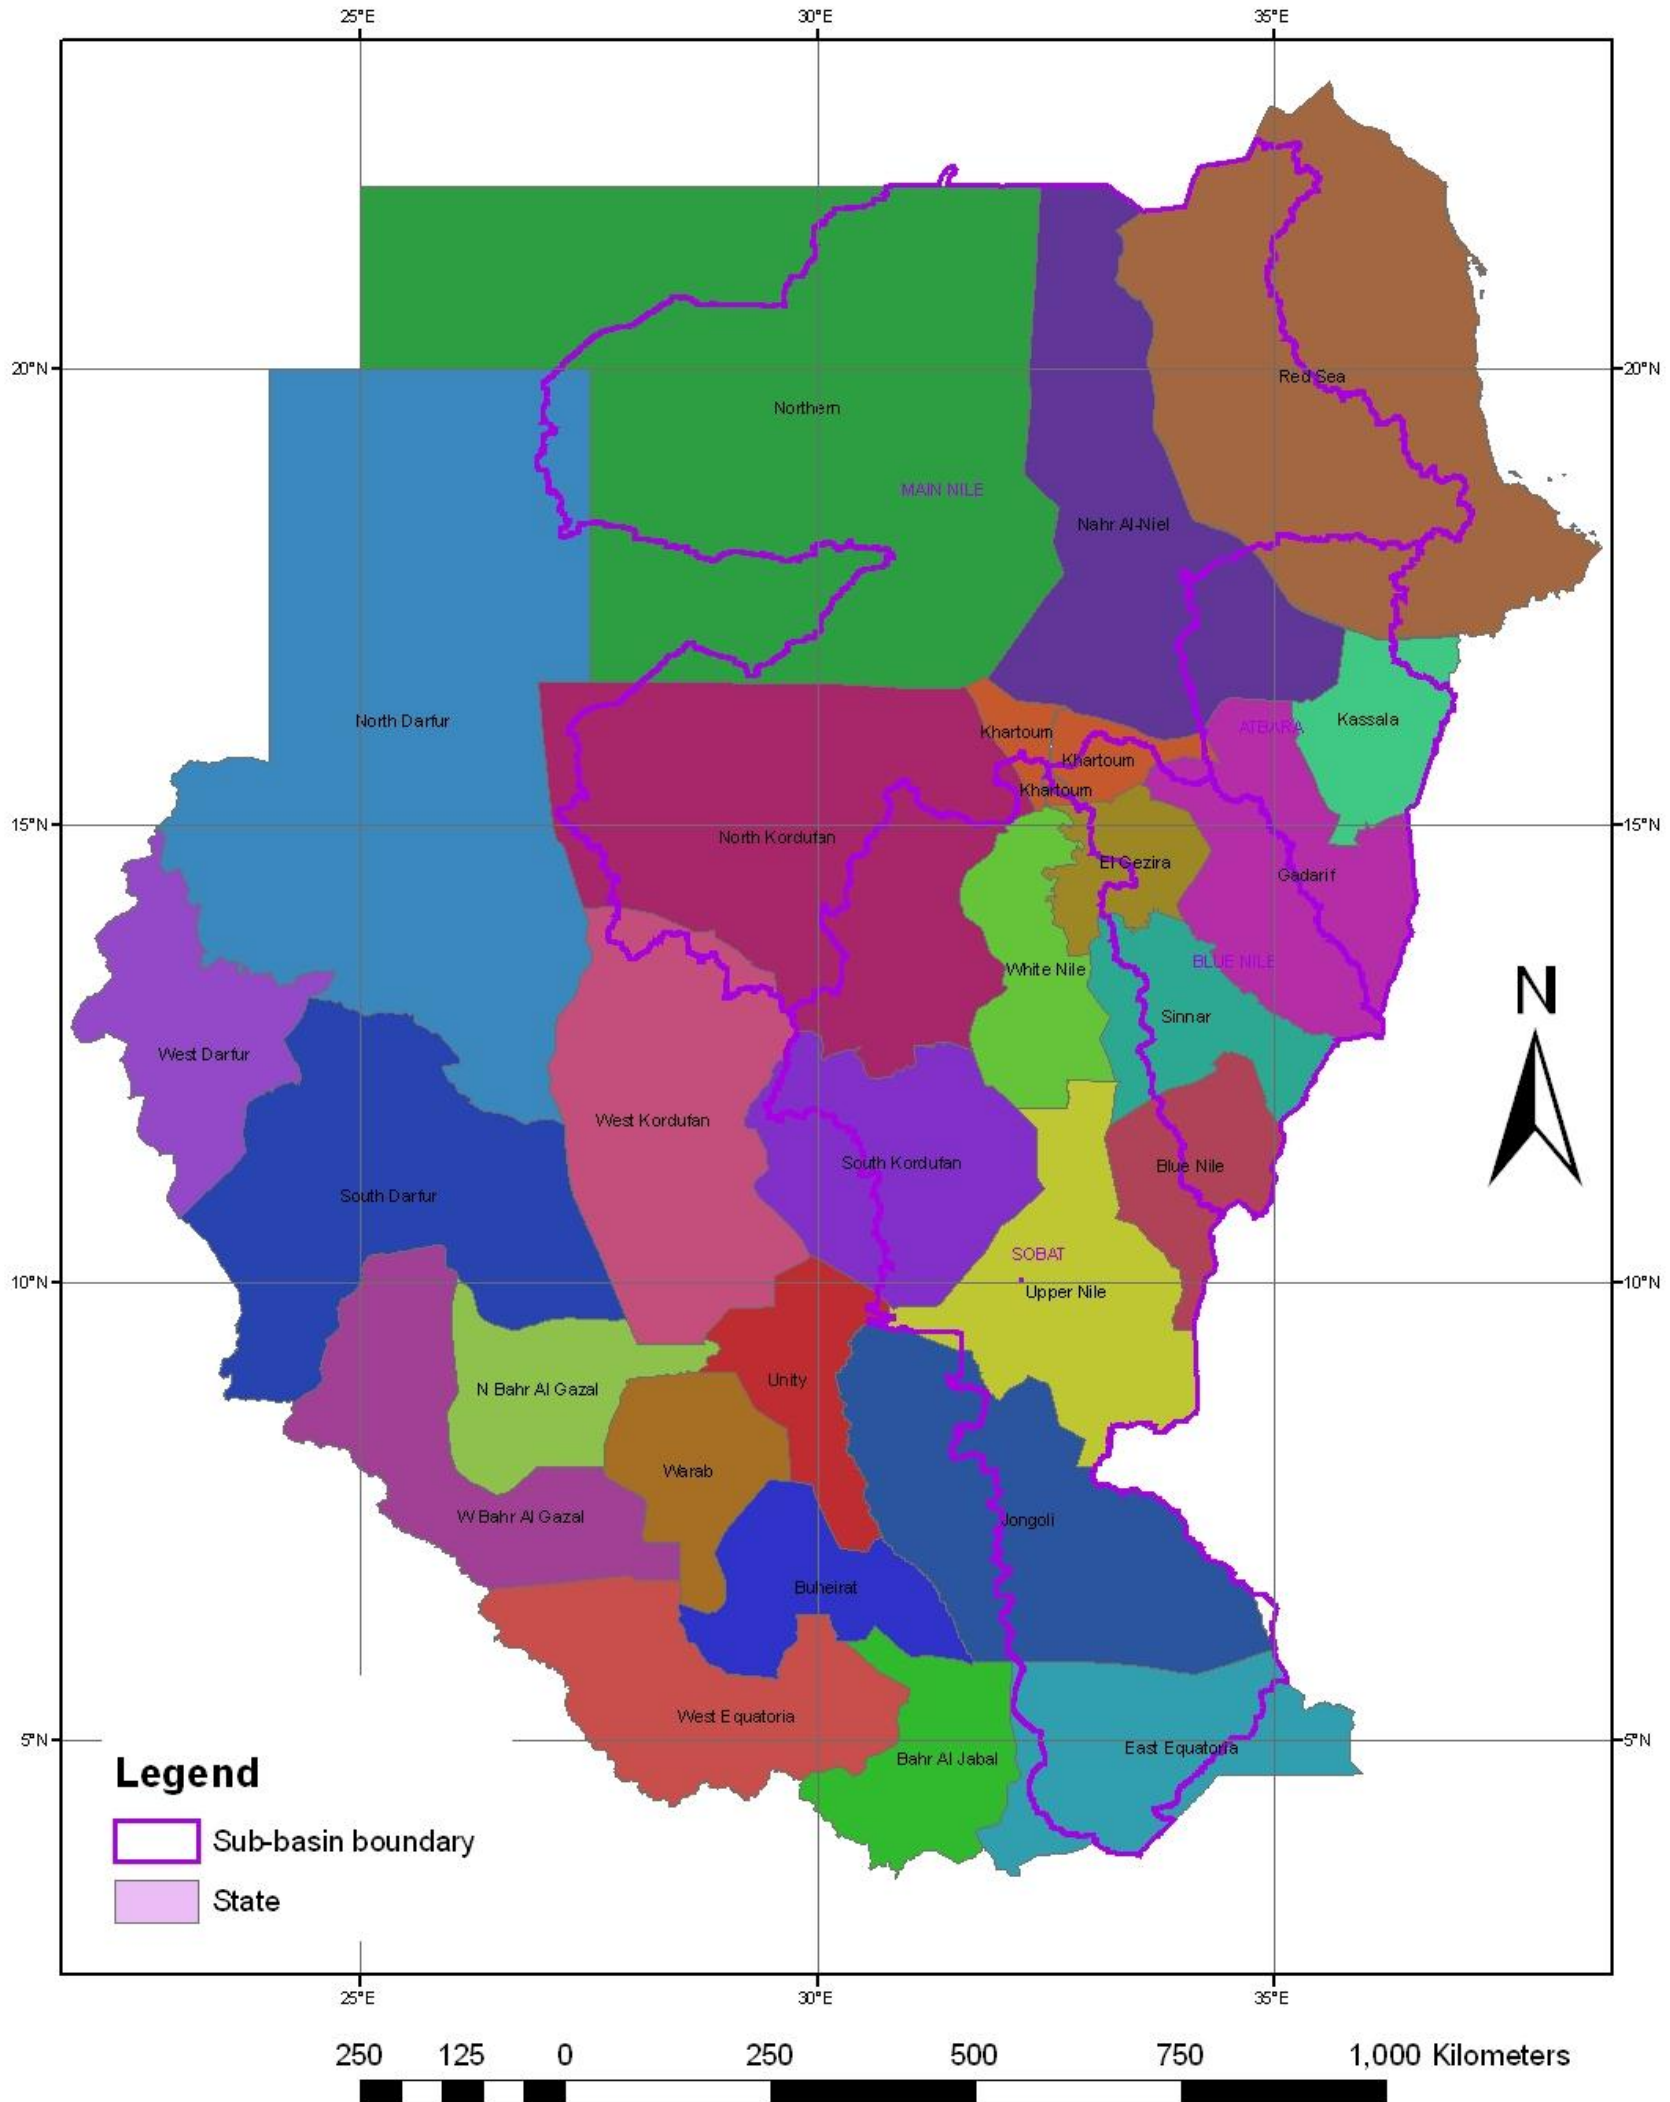 25°E 30°E 35°E
20°N 20°N
Red Sea
Northern
MAIN NILE
Nahr Al-Niel
North Darfur
Kassala
ATBARA
Khartoum
Khartoum
Khartoum
15°N 15°N
North Kordufan
El Gezira
Gadarif
BLUE NILE
White Nile
N
Sinnar
West Darfur
West Kordufan
South Kordufan
Blue Nile
South Darfur
SOBAT
10°N 10°N
Upper Nile
Unity
N Bahr Al Gazal
Warab
W Bahr Al Gazal
Jongoli
Buheirat
West Equatoria
5°N 5°N
East Equatoria
Bahr Al Jabal
Legend
Sub-basin boundary
State
25°E 30°E 35°E
250 125 0 250 500 750 1,000 Kilometers